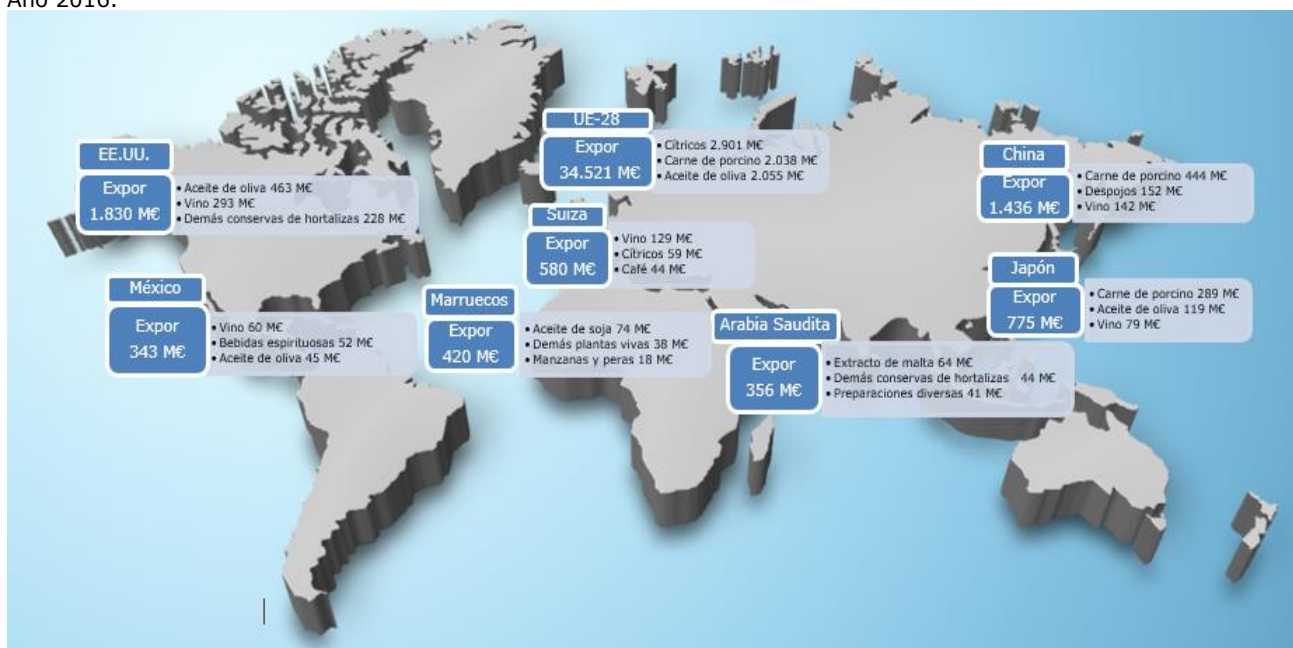 Año 2016.
UE-28
Expor
34.521 M€
• Cítricos 2.901 M€
• Carne de porcino 2.038 M€
• Aceite de oliva 2.055 M€
EE.UU.
Expor
1.830 M€
• Aceite de oliva 463 M€
• Vino 293 M€
• Demás conservas de hortalizas 228 M€
China
Expor
1.436 M€
• Carne de porcino 444 M€
• Despojos 152 M€
• Vino 142 M€
Suiza
Expor
580 M€
• Vino 129 M€
• Cítricos 59 M€
• Café 44 M€
Japón
Expor
775 M€
• Carne de porcino 289 M€
• Aceite de oliva 119 M€
• Vino 79 M€
México
Expor
343 M€
• Vino 60 M€
• Bebidas espirituosas 52 M€
• Aceite de oliva 45 M€
Marruecos
Expor
420 M€
• Aceite de soja 74 M€
• Demás plantas vivas 38 M€
• Manzanas y peras 18 M€
Arabia Saudita
Expor
356 M€
• Extracto de malta 64 M€
• Demás conservas de hortalizas 44 M€
• Preparaciones diversas 41 M€